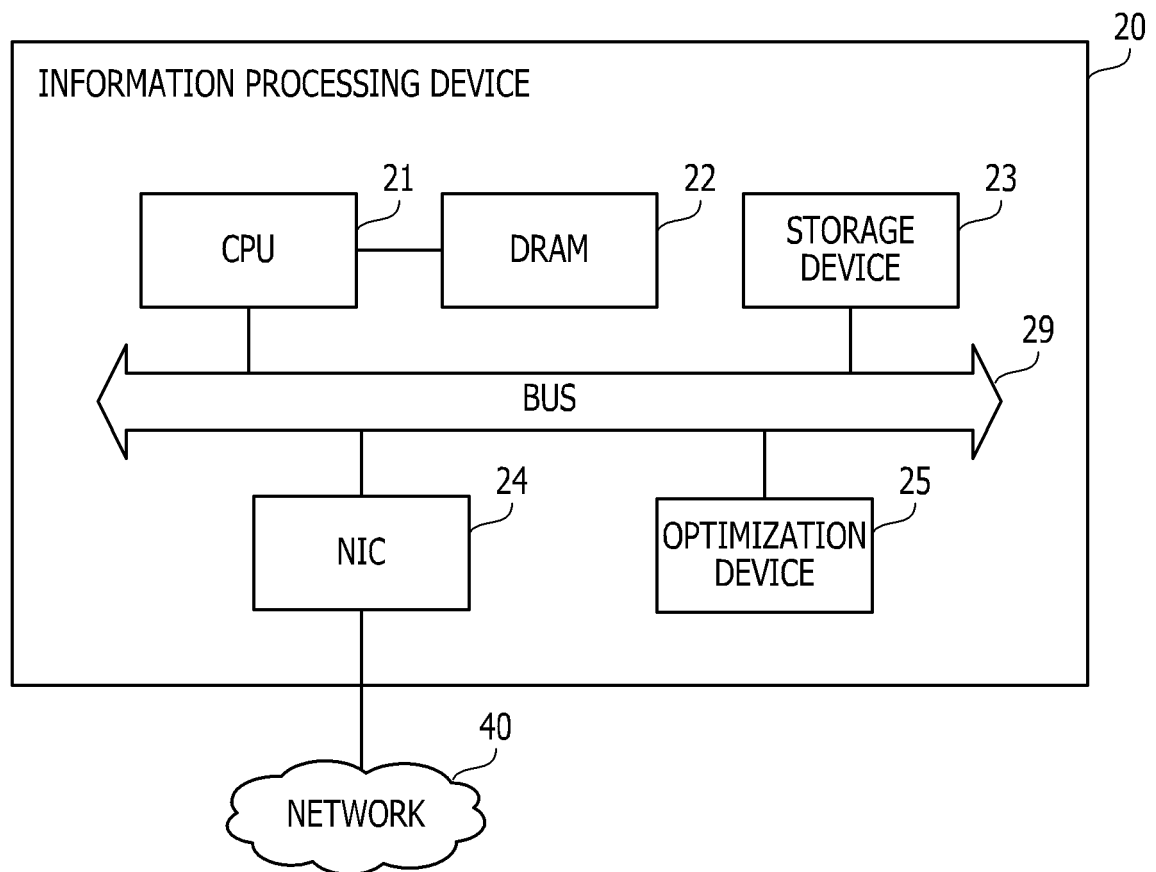 20
INFORMATION PROCESSING DEVICE
21
22
23
CPU
DRAM
STORAGE
DEVICE
29
BUS
24
25
NIC
OPTIMIZATION
DEVICE
40
NETWORK